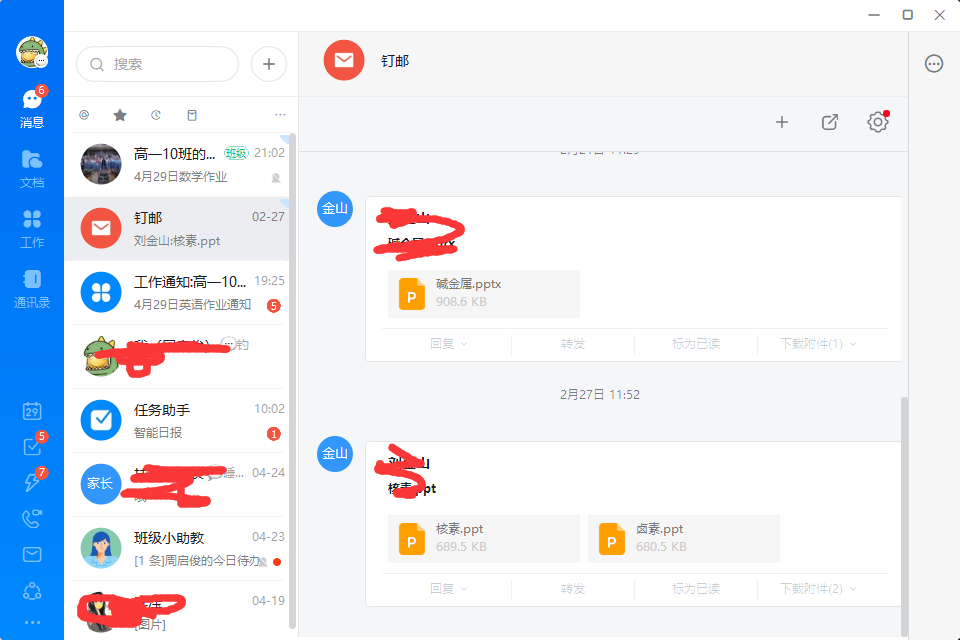 搜索
钉邮
6
消息
文档
工作
通讯录
29
5
7
高一10班的...
班级
21:02
4月29日数学作业
钉邮
02-27
刘金山:核素.ppt
工作通知:高一10...
19:25
4月29日英语作业通知
5
钓
任务助手
10:02
智能日报
1
家长
睡...
04-24
班级小助教
04-23
[1 条]周启俊的今日待办
04-19
[图片]
金山
碱金属.pptx
908.6 KB
回复
转发
标为已读
下载附件(1)
2月27日 11:52
金山
核素.ppt
核素.ppt
689.5 KB
卤素.ppt
680.5 KB
回复
转发
标为已读
下载附件(2)